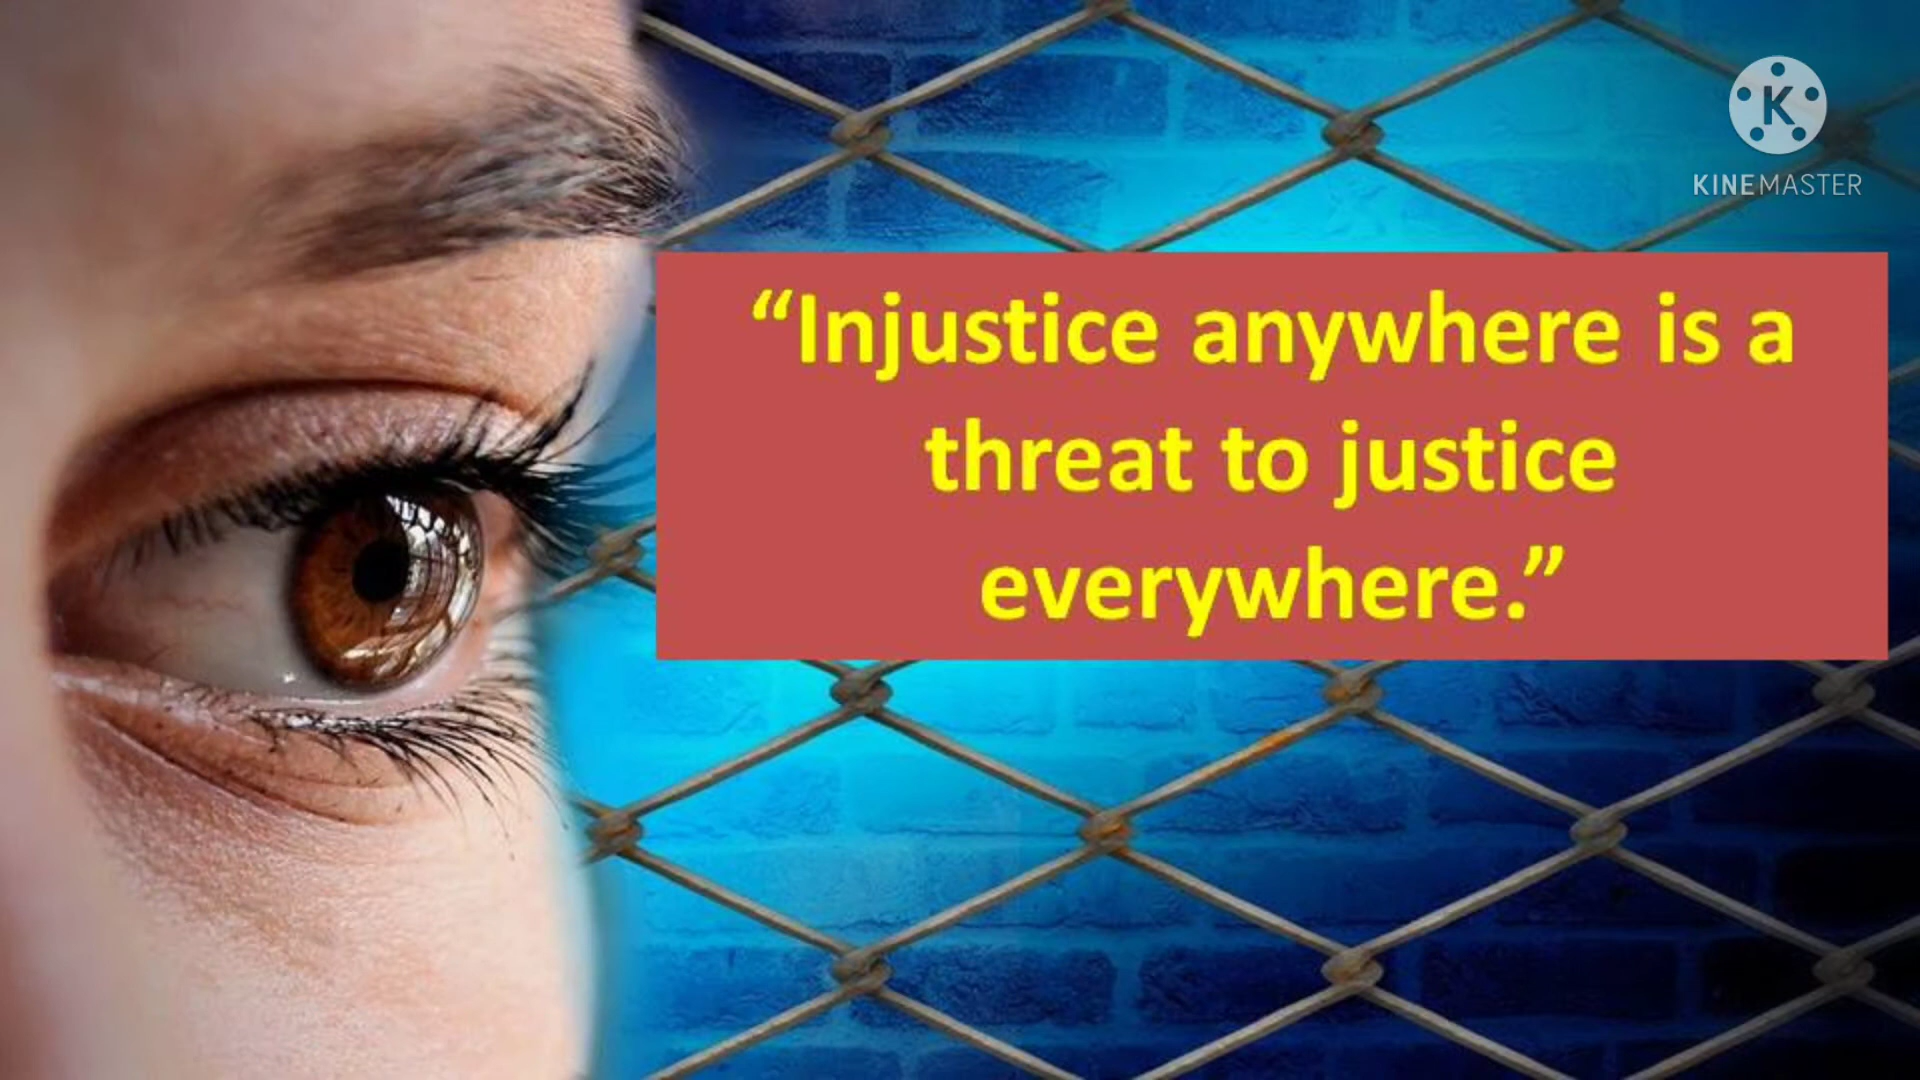 K
KINEMASTER
“Injustice anywhere is a
threat to justice
everywhere.”